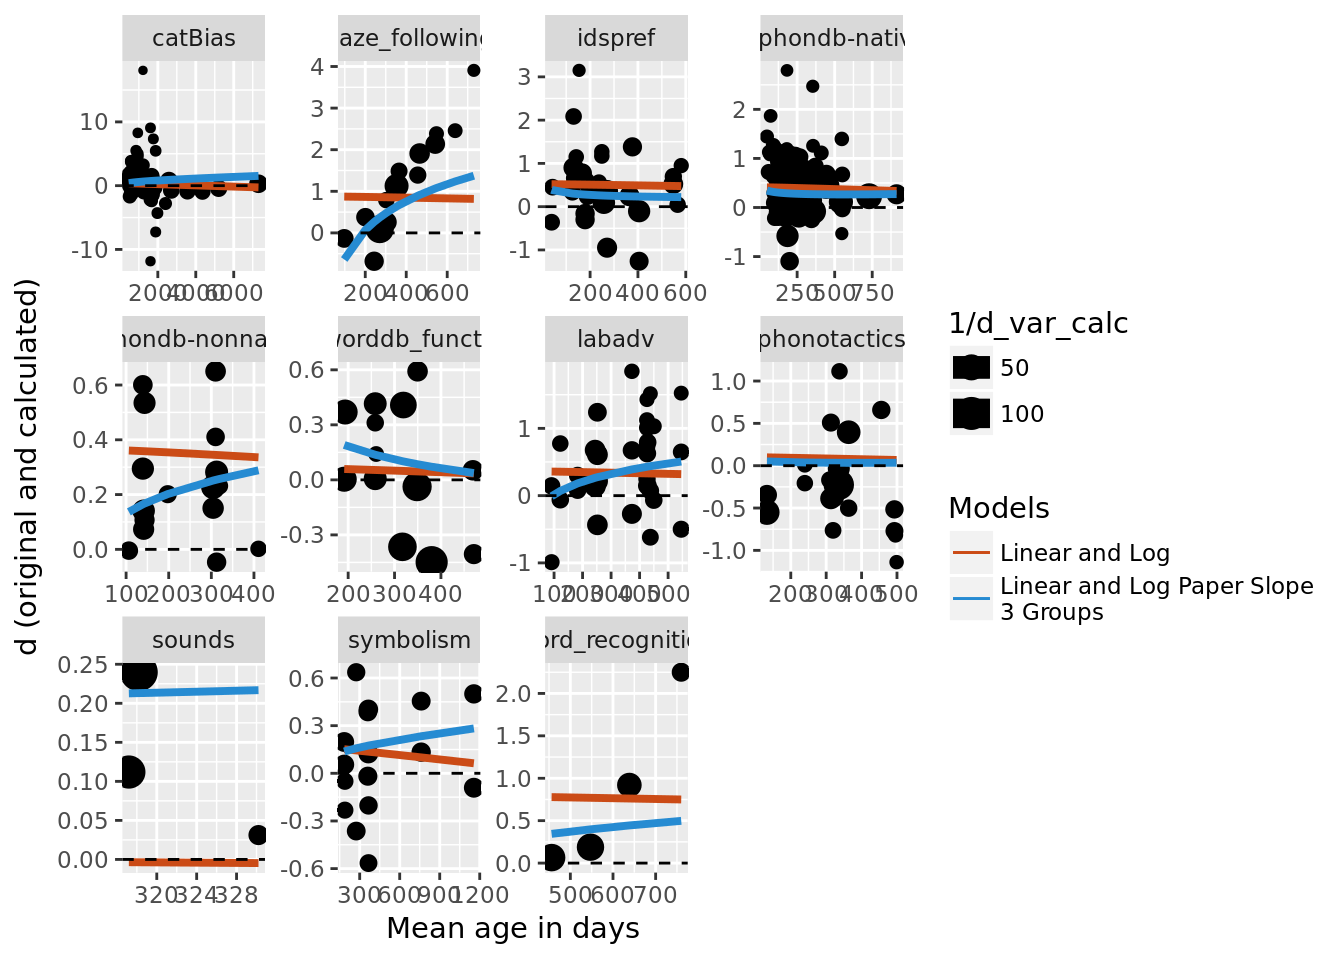 catBias
aze_following
idspref
phondb-nativ
10
0
-10
2000 4000 6000
4
3
2
1
0
200 400 600
3
2
1
0
-1
200 400 600
2
1
0
-1
250 500 750
hondb-nonna
vorddb_funct
labadv
phonotactics
0.6
0.4
0.2
0.0
100 200 300 400
0.6
0.3
0.0
-0.3
200 300 400
1
0
-1
100 200 300 400 500
1.0
0.5
0.0
-0.5
-1.0
200 300 400 500
sounds
symbolism
ord_recognitio
0.25
0.20
0.15
0.10
0.05
0.00
320 324 328
0.6
0.3
0.0
-0.3
-0.6
300 600 900 1200
2.0
1.5
1.0
0.5
0.0
500 600 700
Mean age in days
d (original and calculated)
1/d_var_calc
50
100
Models
Linear and Log
Linear and Log Paper Slope
3 Groups